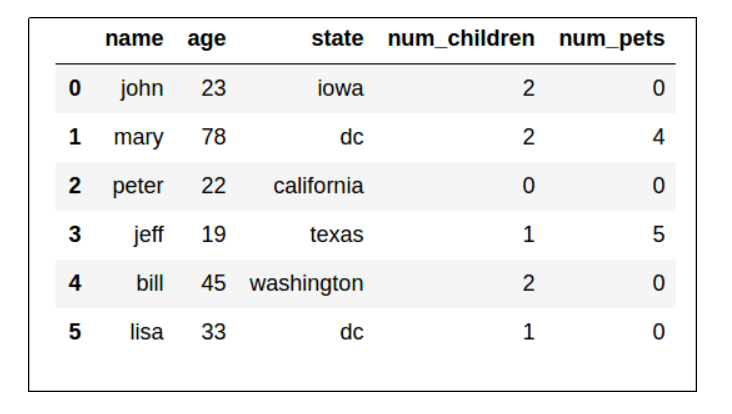 name age state num_children num_pets
0 john 23 iowa 2 0
1 mary 78 dc 2 4
2 peter 22 california 0 0
3 jeff 19 texas 1 5
4 bill 45 washington 2 0
5 lisa 33 dc 1 0